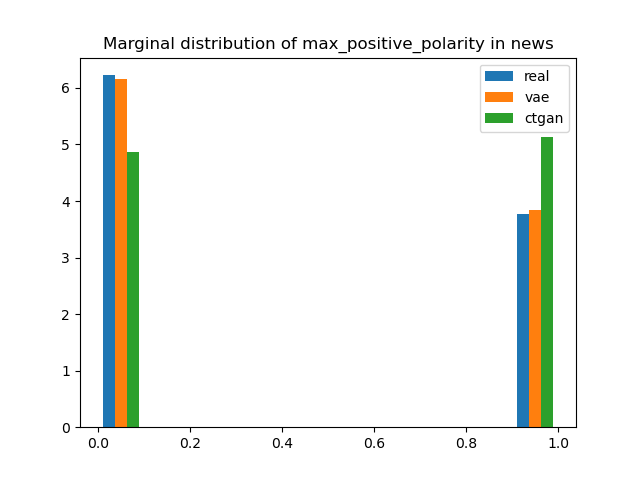 Marginal distribution of max_positive_polarity in news
real
vae
ctgan
6
5
4
3
2
1
0
0.0 0.2 0.4 0.6 0.8 1.0